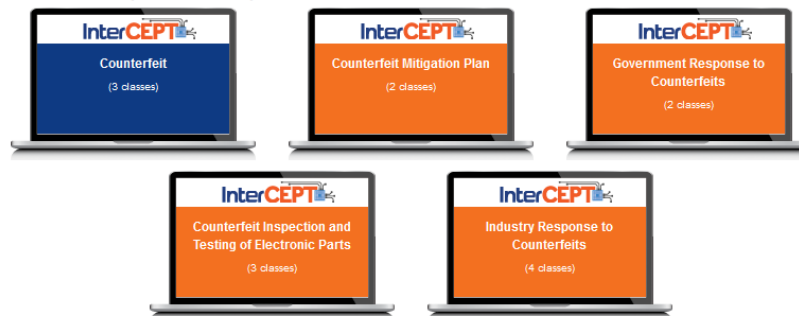 InterCEPT
Counterfeit
(3 classes)
InterCEPT
Counterfeit Mitigation Plan
(2 classes)
InterCEPT
Government Response to
Counterfeits
(2 classes)
InterCEPT
Counterfeit Inspection and
Testing of Electronic Parts
(3 classes)
InterCEPT
Industry Response to
Counterfeits
(4 classes)